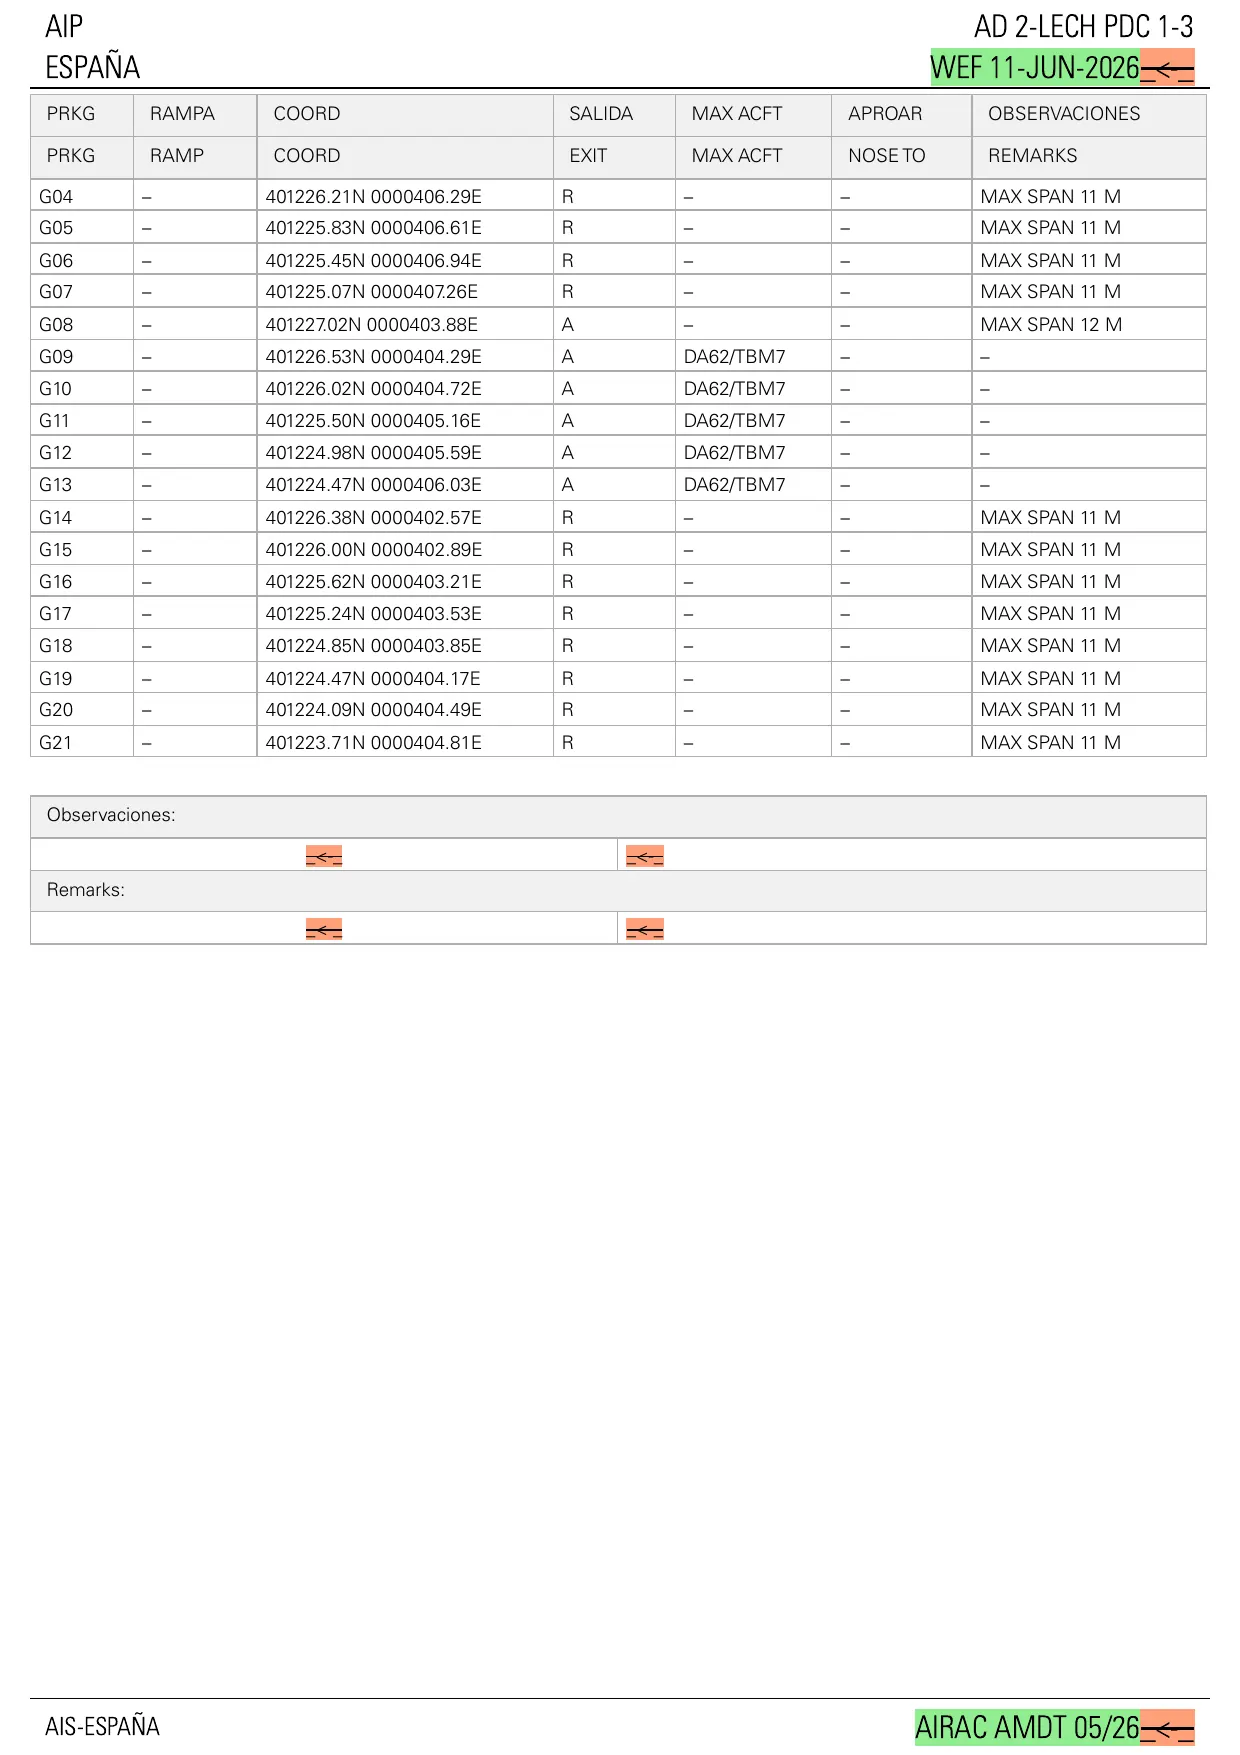 AIP
ESPAÑA
AD 2-LECH PDC 1-3
WEF 11-JUN-2026_<-_
PRKG RAMPA COORD SALIDA MAX ACFT APROAR OBSERVACIONES
PRKG RAMP COORD EXIT MAX ACFT NOSE TO REMARKS
G04 – 401226.21N 0000406.29E R – – MAX SPAN 11 M
G05 – 401225.83N 0000406.61E R – – MAX SPAN 11 M
G06 – 401225.45N 0000406.94E R – – MAX SPAN 11 M
G07 – 401225.07N 0000407.26E R – – MAX SPAN 11 M
G08 – 401227.02N 0000403.88E A – – MAX SPAN 12 M
G09 – 401226.53N 0000404.29E A DA62/TBM7 – –
G10 – 401226.02N 0000404.72E A DA62/TBM7 – –
G11 – 401225.50N 0000405.16E A DA62/TBM7 – –
G12 – 401224.98N 0000405.59E A DA62/TBM7 – –
G13 – 401224.47N 0000406.03E A DA62/TBM7 – –
G14 – 401226.38N 0000402.57E R – – MAX SPAN 11 M
G15 – 401226.00N 0000402.89E R – – MAX SPAN 11 M
G16 – 401225.62N 0000403.21E R – – MAX SPAN 11 M
G17 – 401225.24N 0000403.53E R – – MAX SPAN 11 M
G18 – 401224.85N 0000403.85E R – – MAX SPAN 11 M
G19 – 401224.47N 0000404.17E R – – MAX SPAN 11 M
G20 – 401224.09N 0000404.49E R – – MAX SPAN 11 M
G21 – 401223.71N 0000404.81E R – – MAX SPAN 11 M
Observaciones:
_<-_ _<-_
Remarks:
_<-_ _<-_
AIS-ESPAÑA
AIRAC AMDT 05/26_<-_